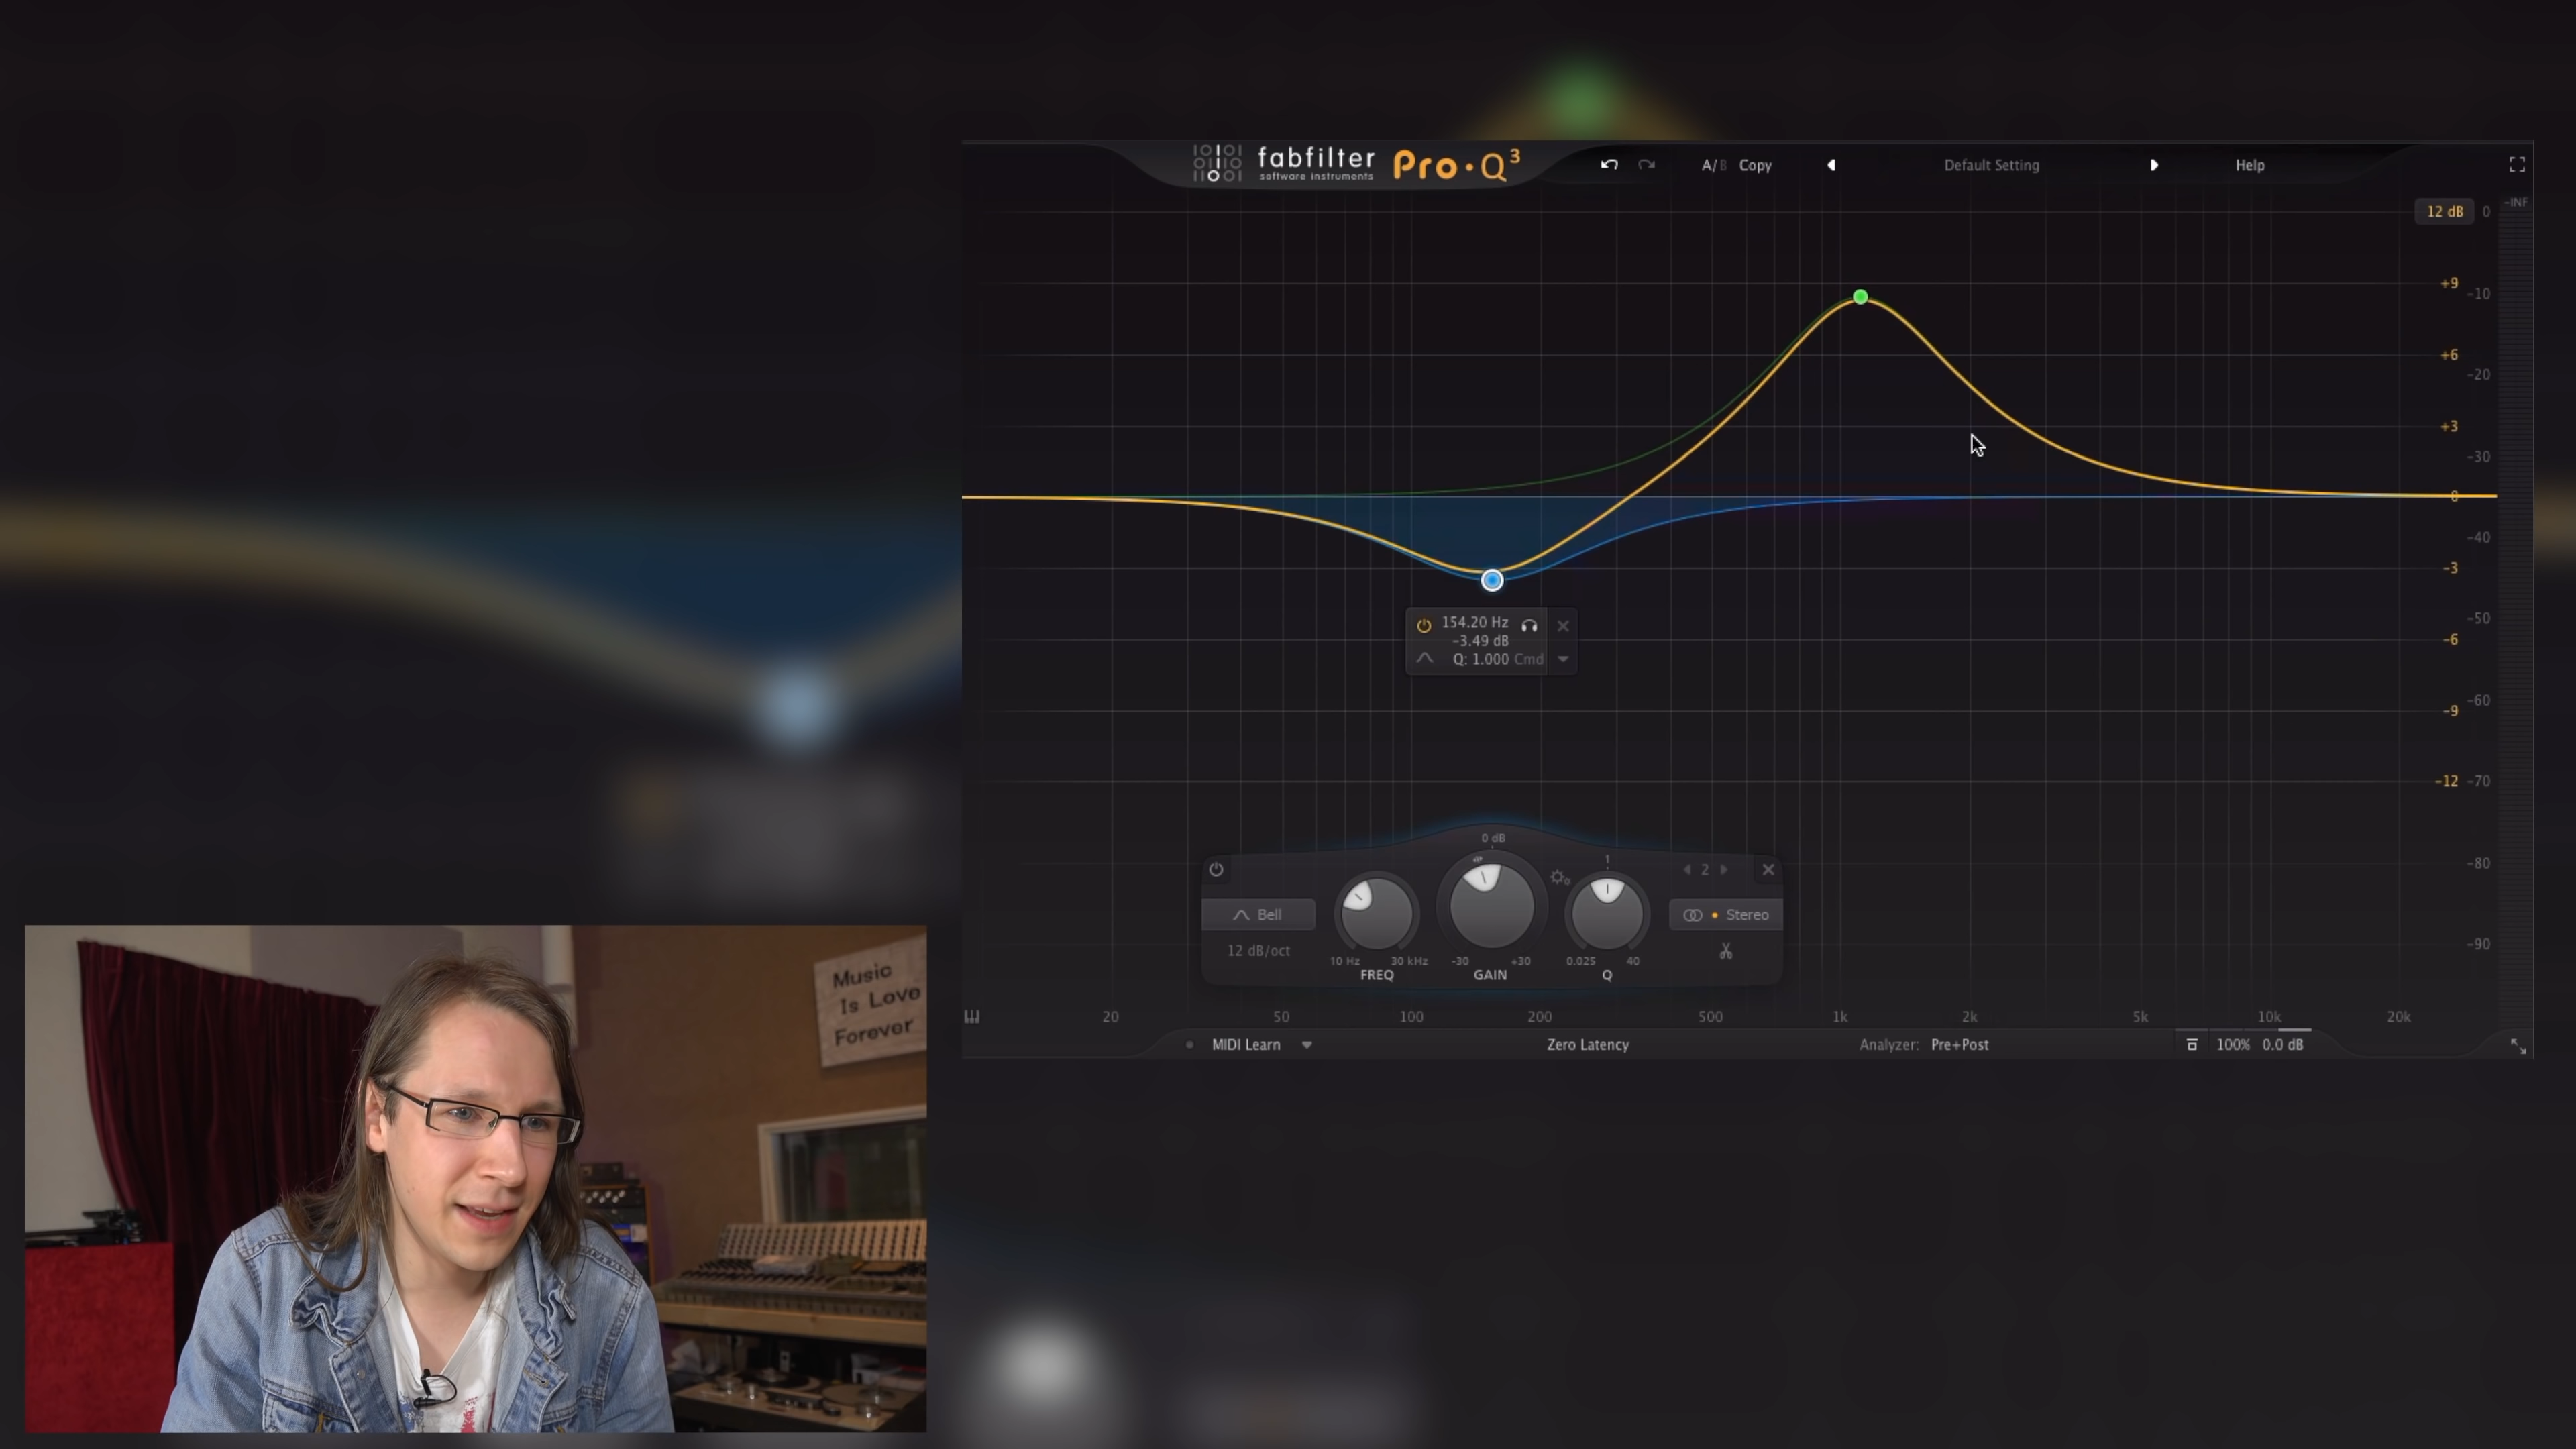 fabfilter
software instruments
Pro·Q3
A/B Copy
Default Setting
Help
12 dB 0
-INF
+9
-10
+6
-20
+3
-30
0
-40
-3
-50
-6
-60
-9
-12 -70
-80
-90
154.20 Hz
-3.49 dB
Q: 1.000 Cmd
0 dB
1
2
Bell
Stereo
12 dB/oct
10 Hz 30 kHz
-30 +30
0.025 40
FREQ
GAIN
Q
20 50 100 200 500 1k 2k 5k 10k 20k
MIDI Learn
Zero Latency
Analyzer: Pre+Post
100% 0.0 dB
Music
Is Love
Forever